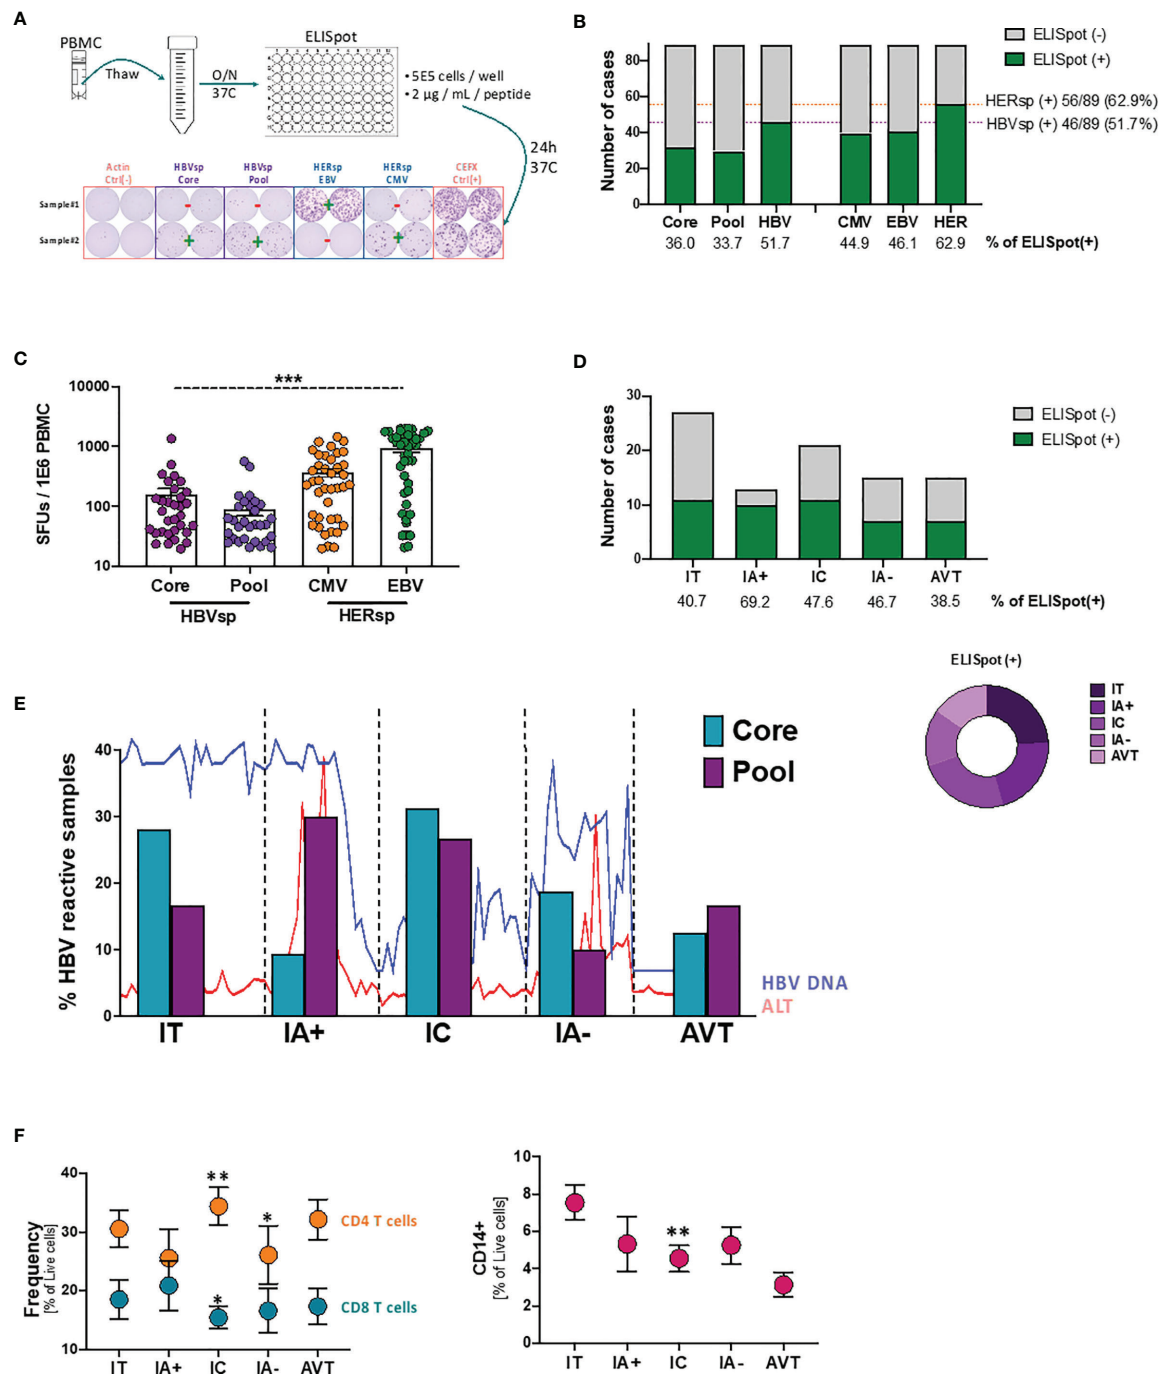 A
PBMC
Thaw
O/N
37C
ELISpot
• 5E5 cells / well
• 2 µg / mL / peptide
24h
37C
Actin
Ctrl(-)
HBVsp
Core
HBVsp
Pool
HERsp
EBV
HERsp
CMV
CEFX
Ctrl(+)
Sample#1
- - + -
Sample#2
+ + - +
B
ELISpot (-)
ELISpot (+)
Number of cases
80
60
40
20
0
HERsp (+) 56/89 (62.9%)
HBVsp (+) 46/89 (51.7%)
Core Pool HBV CMV EBV HER
36.0 33.7 51.7 44.9 46.1 62.9 % of ELISpot(+)
C
SFUs / 1E6 PBMC
10000
1000
100
10
***
Core Pool CMV EBV
HBVsp HERsp
D
Number of cases
30
20
10
0
ELISpot (-)
ELISpot (+)
IT IA+ IC IA- AVT
40.7 69.2 47.6 46.7 38.5 % of ELISpot(+)
ELISpot (+)
IT
IA+
IC
IA-
AVT
E
% HBV reactive samples
40
30
20
10
0
Core
Pool
HBV DNA
ALT
IT IA+ IC IA- AVT
F
Frequency
[% of Live cells]
40
30
20
10
**
*
*
CD4 T cells
CD8 T cells
IT IA+ IC IA- AVT
CD14+
[% of Live cells]
10
8
6
4
2
0
**
IT IA+ IC IA- AVT